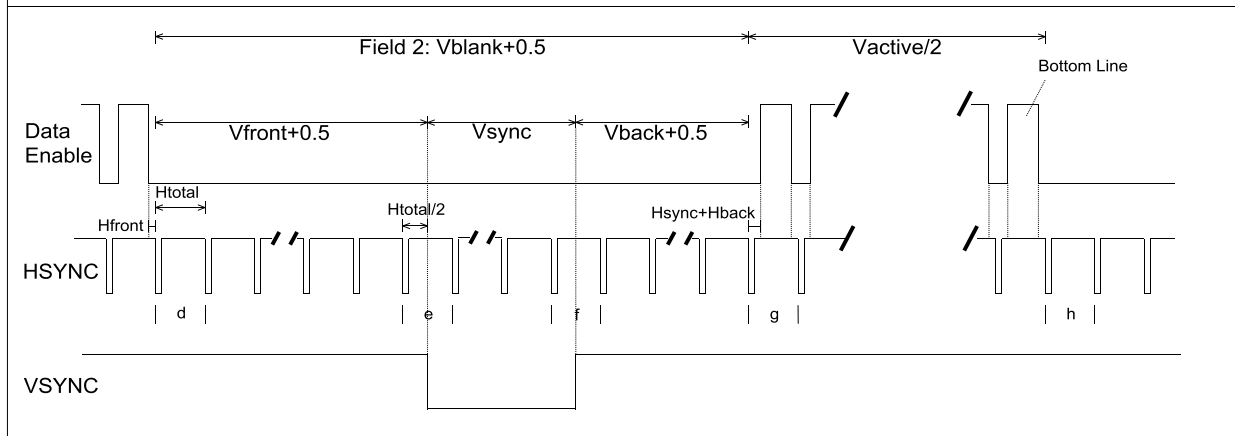 Field 2: Vblank+0.5
Vactive/2
Bottom Line
Data
Enable
Vfront+0.5
Vsync
Vback+0.5
Htotal
Hfront
Htotal/2
Hsync+Hback
HSYNC
d
e
f
g
h
VSYNC